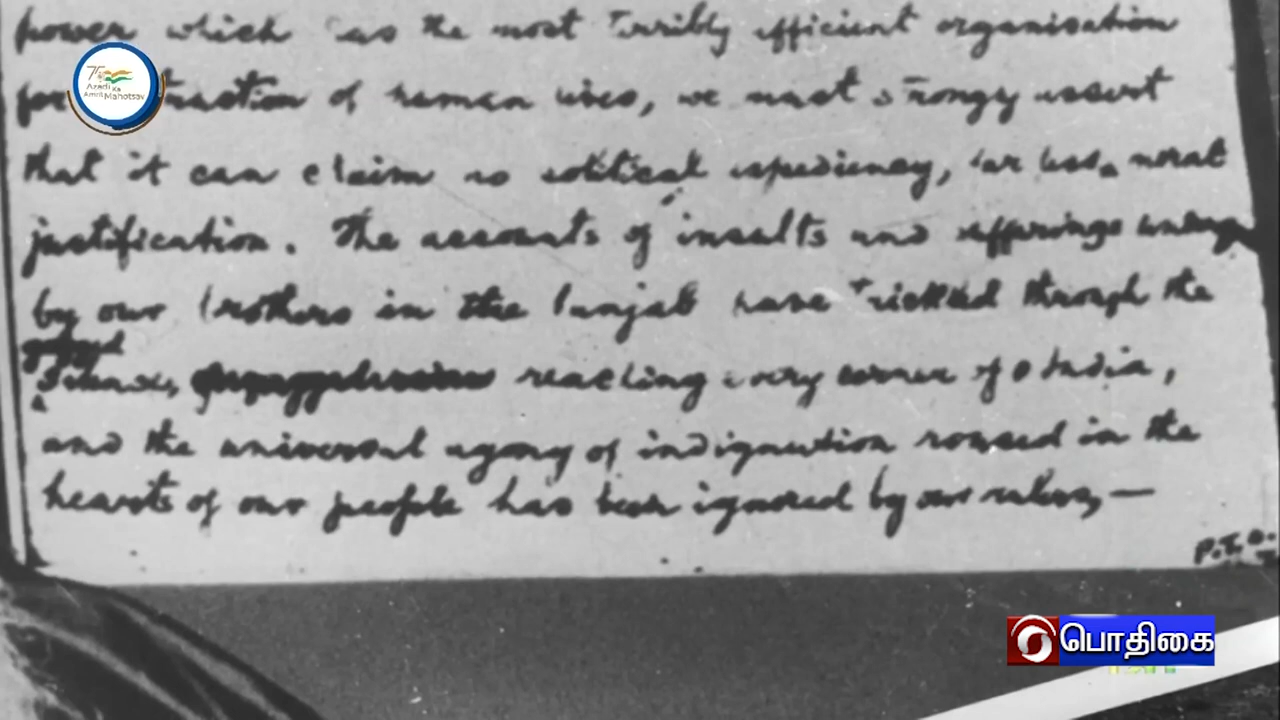 power which has the most terribly efficient organisation
75
Azadi Ka
Amrit Mahotsav
for destruction of human lives, we must strongy assert
that it can claim no political expediency, far less moral
justification. The accounts of insults and sufferings undergone
by our brothers in the Punjab have trickled through the
gagged
silence, reaching every corner of India,
and the universal agony of indignation roused in the
hearts of our people has been ignored by our rulers, —
P.T.O.
பொதிகை